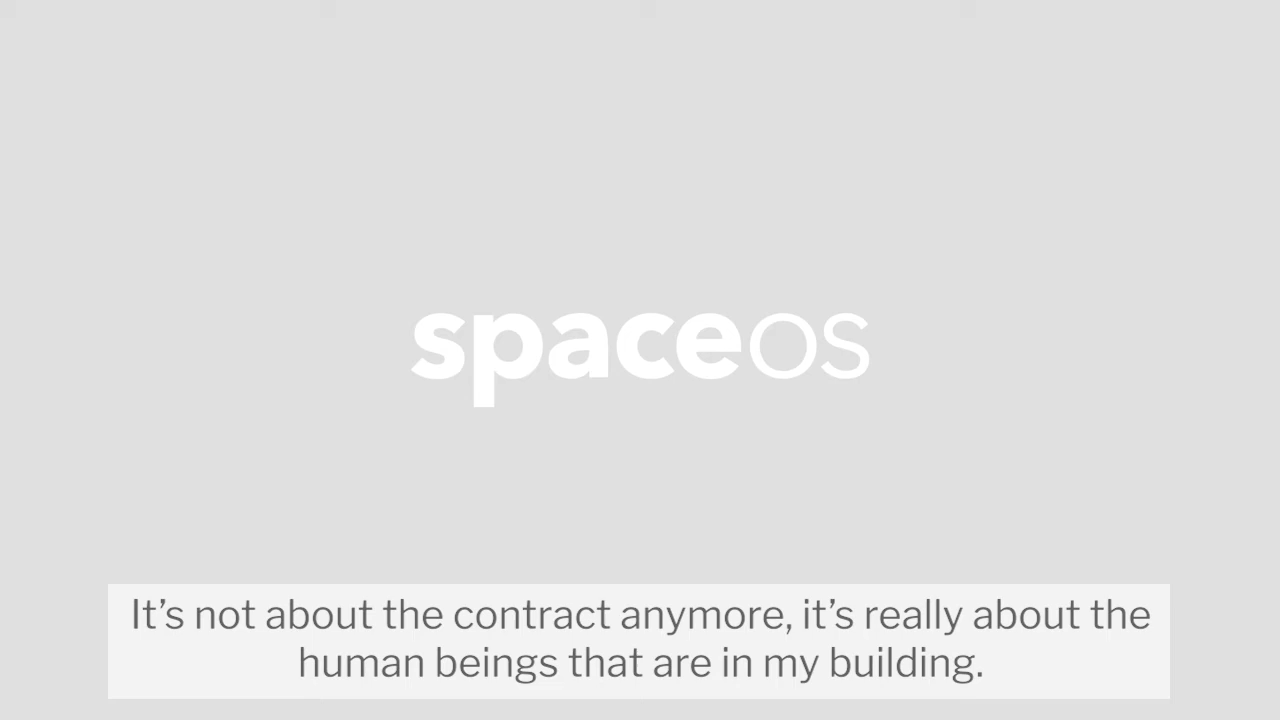 spaceos
It’s not about the contract anymore, it’s really about the
human beings that are in my building.